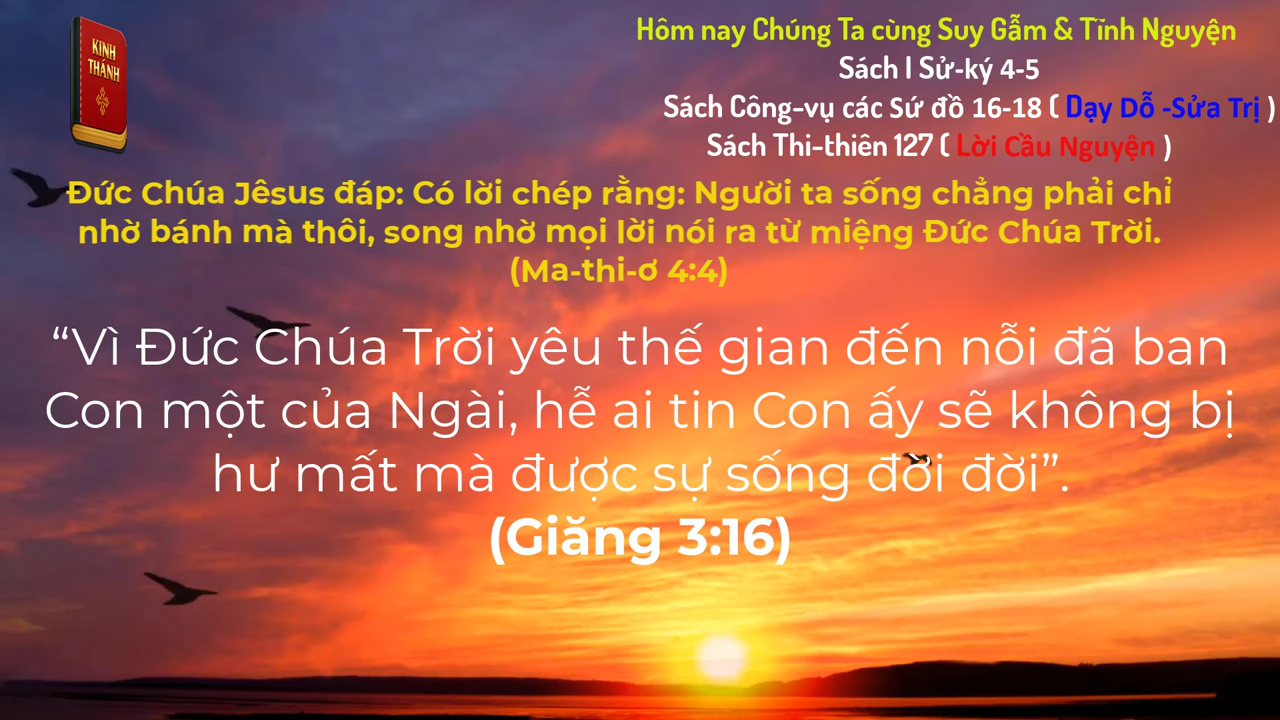 KINH
THÁNH
Hôm nay Chúng Ta cùng Suy Gẫm & Tĩnh Nguyện
Sách I Sử-ký 4-5
Sách Công-vụ các Sứ đồ 16-18 ( Dạy Dỗ -Sửa Trị )
Sách Thi-thiên 127 ( Lời Cầu Nguyện )
Đức Chúa Jêsus đáp: Có lời chép rằng: Người ta sống chẳng phải chỉ
nhờ bánh mà thôi, song nhờ mọi lời nói ra từ miệng Đức Chúa Trời.
(Ma-thi-ơ 4:4)
“Vì Đức Chúa Trời yêu thế gian đến nỗi đã ban
Con một của Ngài, hễ ai tin Con ấy sẽ không bị
hư mất mà được sự sống đời đời”.
(Giăng 3:16)